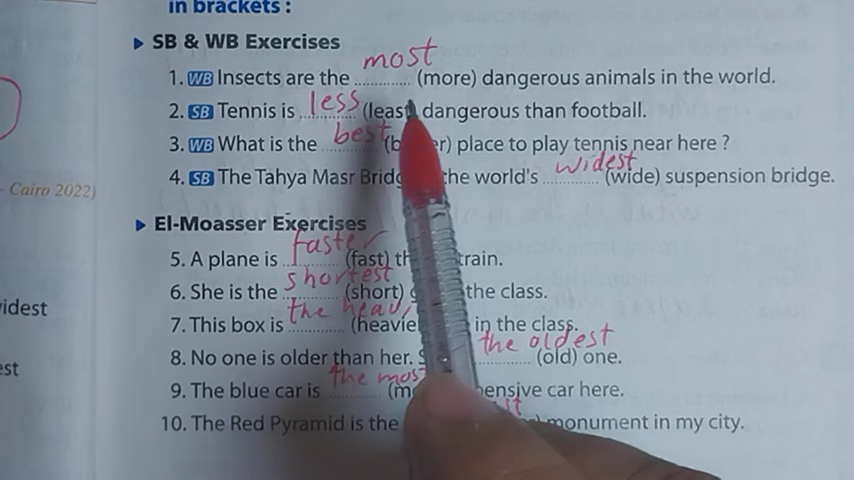 in brackets :
SB & WB Exercises
most
1. WB Insects are the ............ (more) dangerous animals in the world.
less
2. SB Tennis is ............ (least) dangerous than football.
best
3. WB What is the ............ place to play tennis near here ?
widest
4. SB The Tahya Masr the world's ............ (wide) suspension bridge.
- Cairo 2022)
El-Moasser Exercises
faster
5. A plane is ............ (fast) train.
shortest
6. She is the ............ (short) the class.
the
7. This box is ............ in the class.
the oldest
8. No one is older than her. ............ (old) one.
the most
9. The blue car is ............ car here.
10. The Red Pyramid is the monument in my city.